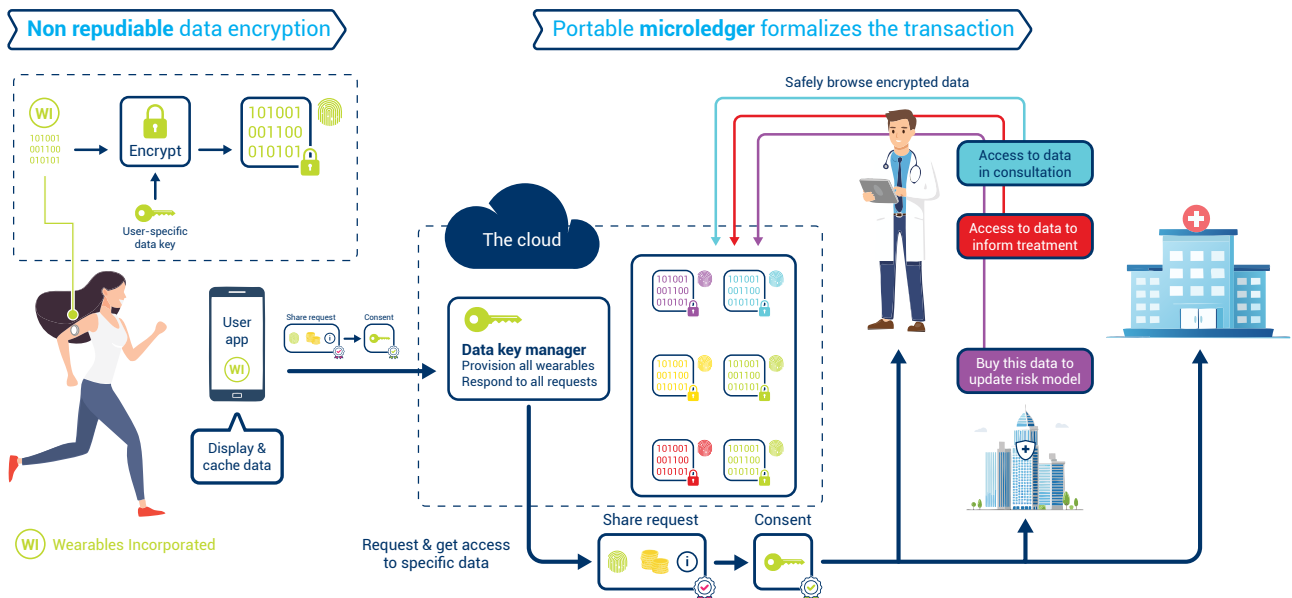 Non repudiable data encryption
Portable microledger formalizes the transaction
WI
101001
001100
010101
Encrypt
101001
001100
010101
User-specific
data key
Safely browse encrypted data
Access to data
in consultation
Access to data to
inform treatment
Buy this data to
update risk model
The cloud
User
app
WI
Share request
i
Consent
Display &
cache data
Data key manager
Provision all wearables
Respond to all requests
101001
001100
010101
101001
001100
010101
101001
001100
010101
101001
001100
010101
101001
001100
010101
101001
001100
010101
WI Wearables Incorporated
Request & get access
to specific data
Share request
i
Consent